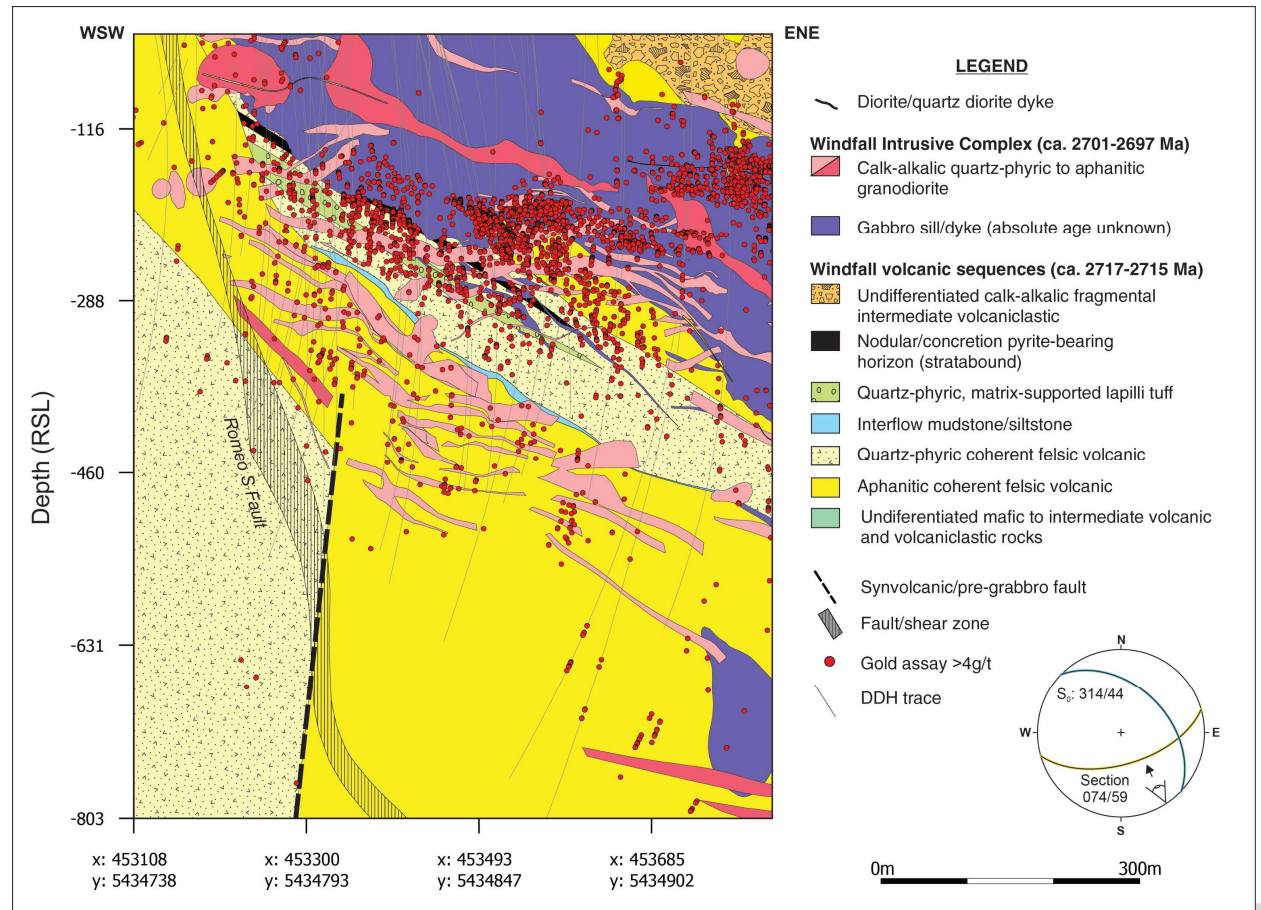 WSW
ENE
Depth (RSL)
-116
-288
-460
-631
-803
Romeo S Fault
x: 453108
y: 5434738
x: 453300
y: 5434793
x: 453493
y: 5434847
x: 453685
y: 5434902
LEGEND
Diorite/quartz diorite dyke
Windfall Intrusive Complex (ca. 2701-2697 Ma)
Calk-alkalic quartz-phyric to aphanitic
granodiorite
Gabbro sill/dyke (absolute age unknown)
Windfall volcanic sequences (ca. 2717-2715 Ma)
Undifferentiated calk-alkalic fragmental
intermediate volcaniclastic
Nodular/concretion pyrite-bearing
horizon (stratabound)
Quartz-phyric, matrix-supported lapilli tuff
Interflow mudstone/siltstone
Quartz-phyric coherent felsic volcanic
Aphanitic coherent felsic volcanic
Undiferentiated mafic to intermediate volcanic
and volcaniclastic rocks
Synvolcanic/pre-grabbro fault
Fault/shear zone
Gold assay >4g/t
DDH trace
N
S₀: 314/44
W
E
Section
074/59
S
0m
300m